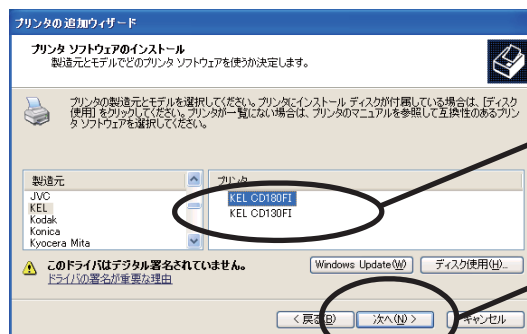 プリンタの追加ウィザード
プリンタ ソフトウェアのインストール
製造元とモデルでどのプリンタ ソフトウェアを使うか決定します。
プリンタの製造元とモデルを選択してください。プリンタにインストール ディスクが付属している場合は、[ディスク
使用] をクリックしてください。プリンタが一覧にない場合は、プリンタのマニュアルを参照して互換性のあるプリン
タ ソフトウェアを選択してください。
製造元
JVC
KEL
Kodak
Konica
Kyocera Mita
プリンタ
KEL CD180FI
KEL CD130FI
このドライバはデジタル署名されていません。
ドライバの署名が重要な理由
Windows Update(W)
ディスク使用(H)...
< 戻る(B)
次へ(N) >
キャンセル